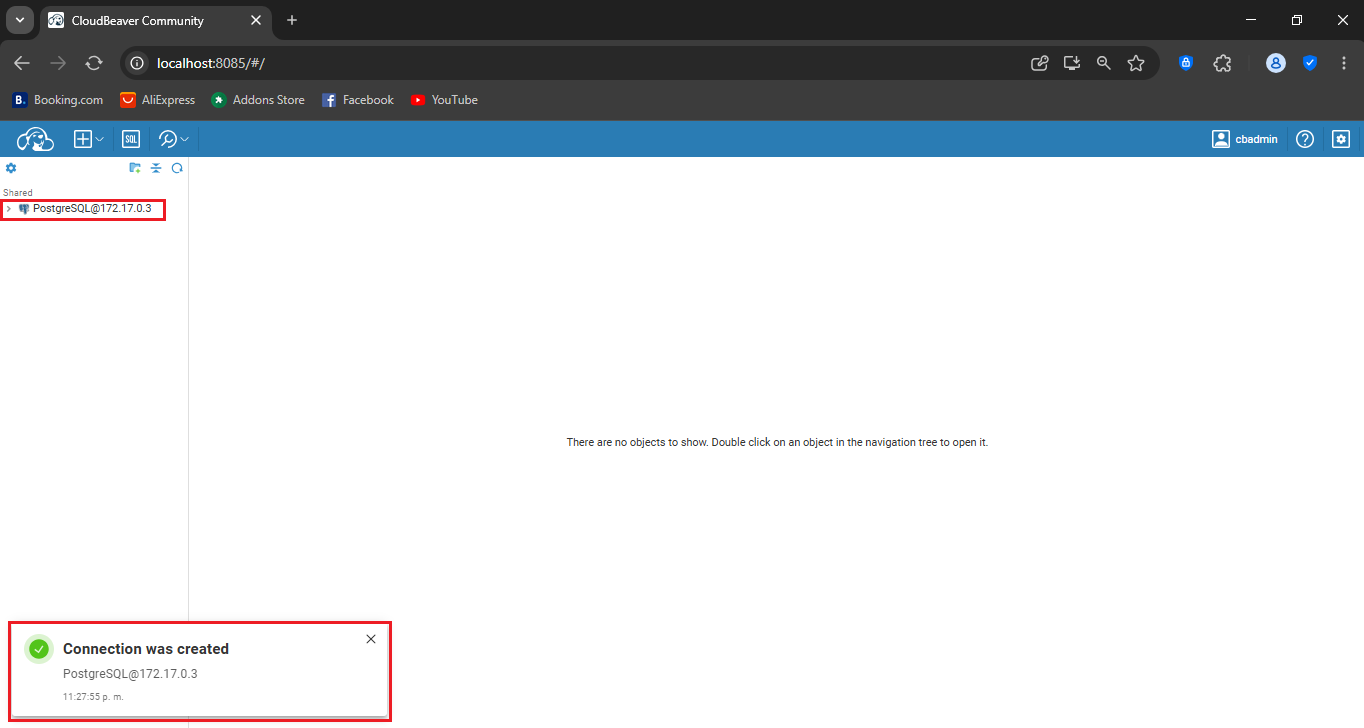 CloudBeaver Community
localhost:8085/#/
B. Booking.com AliExpress Addons Store Facebook YouTube
SQL cbadmin
Shared
PostgreSQL@172.17.0.3
There are no objects to show. Double click on an object in the navigation tree to open it.
Connection was created
PostgreSQL@172.17.0.3
11:27:55 p. m.